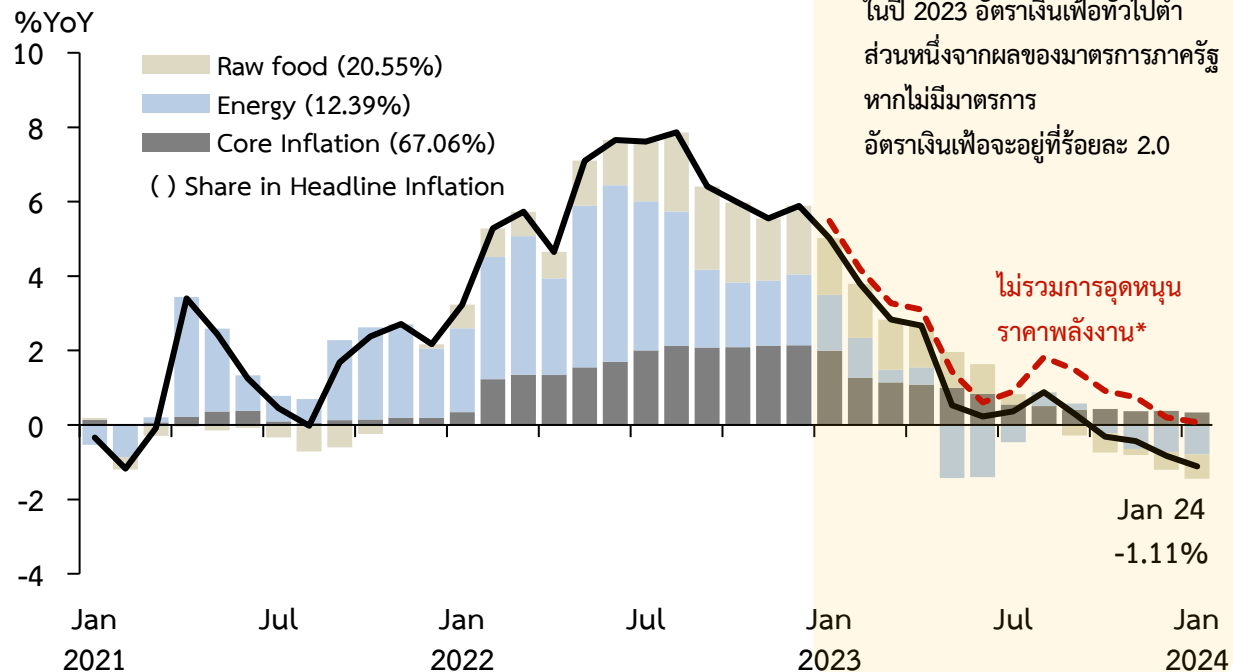 %YoY
ในปี 2023 อัตราเงินเฟ้อทั่วไปต่ำ
ส่วนหนึ่งจากผลของมาตรการภาครัฐ
หากไม่มีมาตรการ
อัตราเงินเฟ้อจะอยู่ที่ร้อยละ 2.0
Raw food (20.55%)
Energy (12.39%)
Core Inflation (67.06%)
( ) Share in Headline Inflation
10
8
6
4
2
0
-2
-4
ไม่รวมการอุดหนุน
ราคาพลังงาน*
Jan 24
-1.11%
Jan Jul Jan Jul Jan Jul Jan
2021 2022 2023 2024